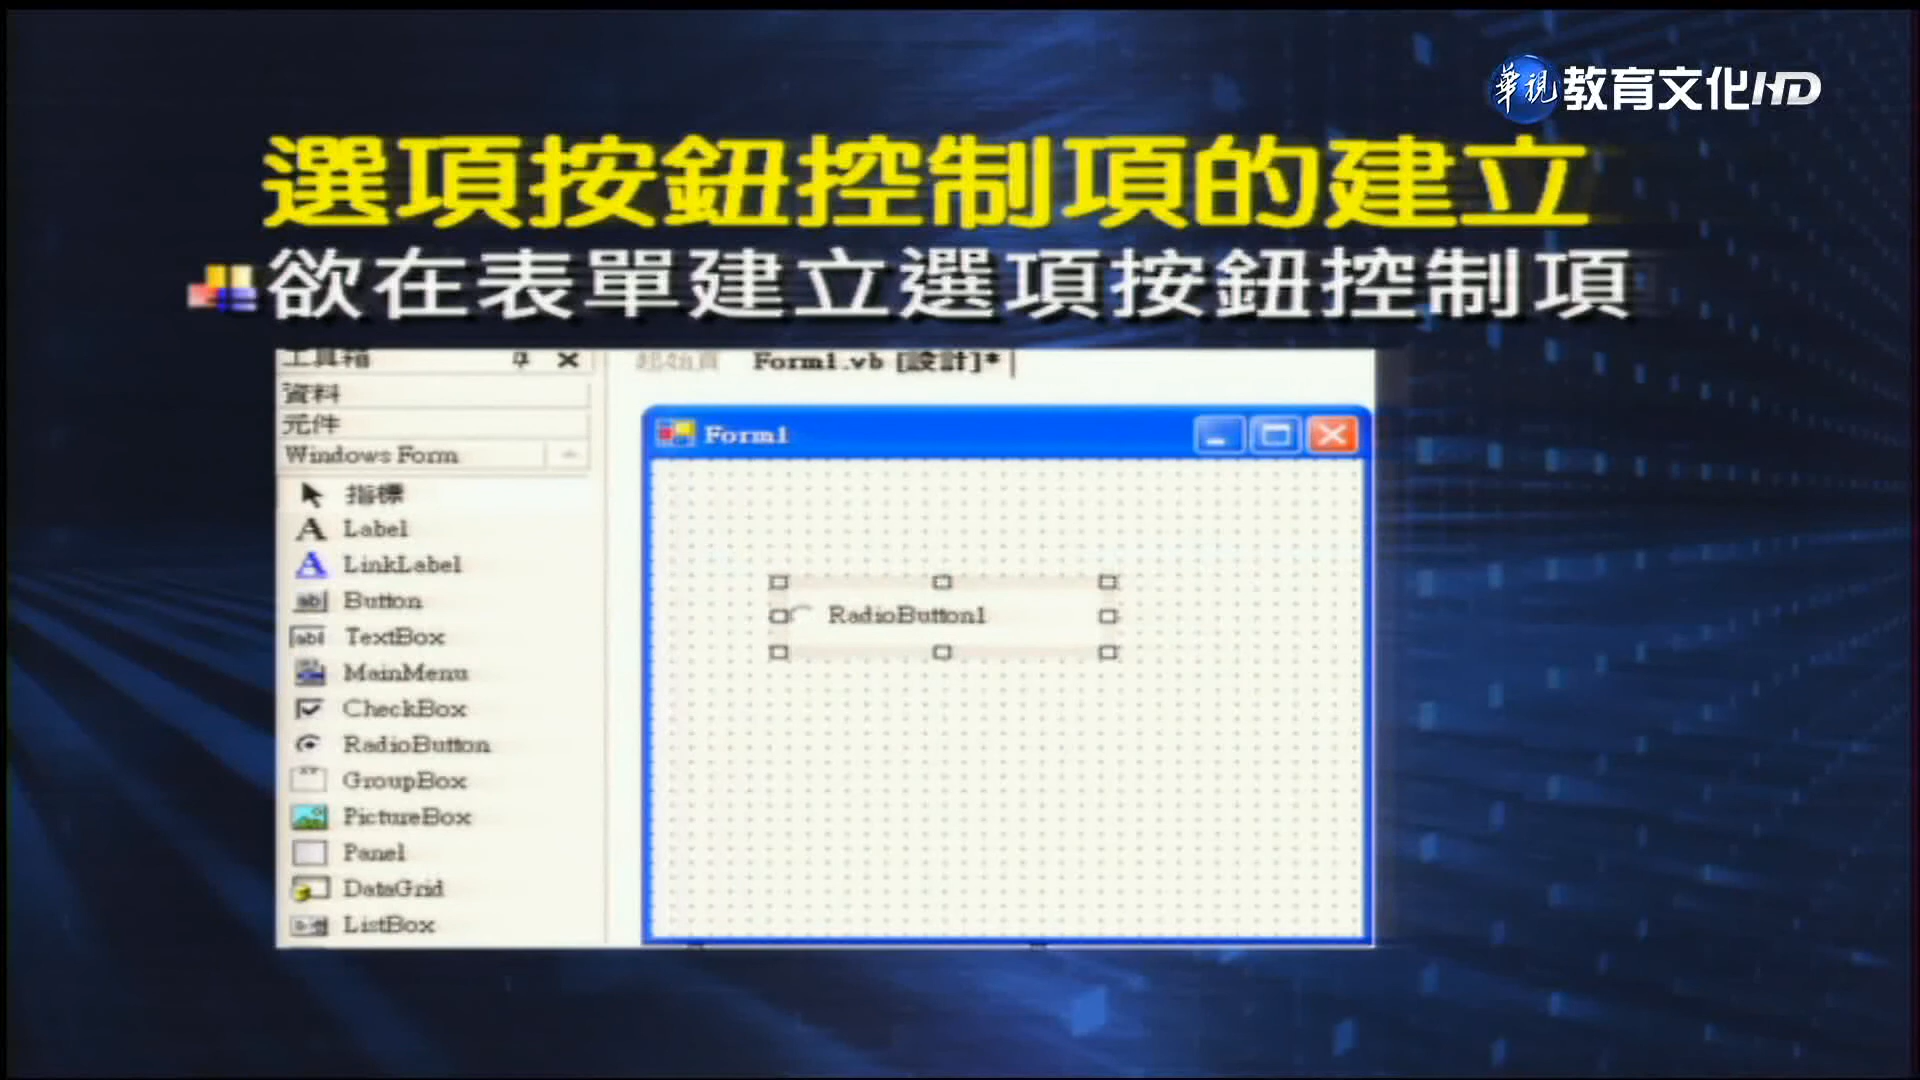 華視 教育文化HD
選項按鈕控制項的建立
欲在表單建立選項按鈕控制項
工具箱
起始頁 Form1.vb [設計]*
資料
元件
Windows Form
Form1
指標
Label
LinkLabel
Button
TextBox
MainMenu
CheckBox
RadioButton
GroupBox
PictureBox
Panel
DataGrid
ListBox
RadioButton1